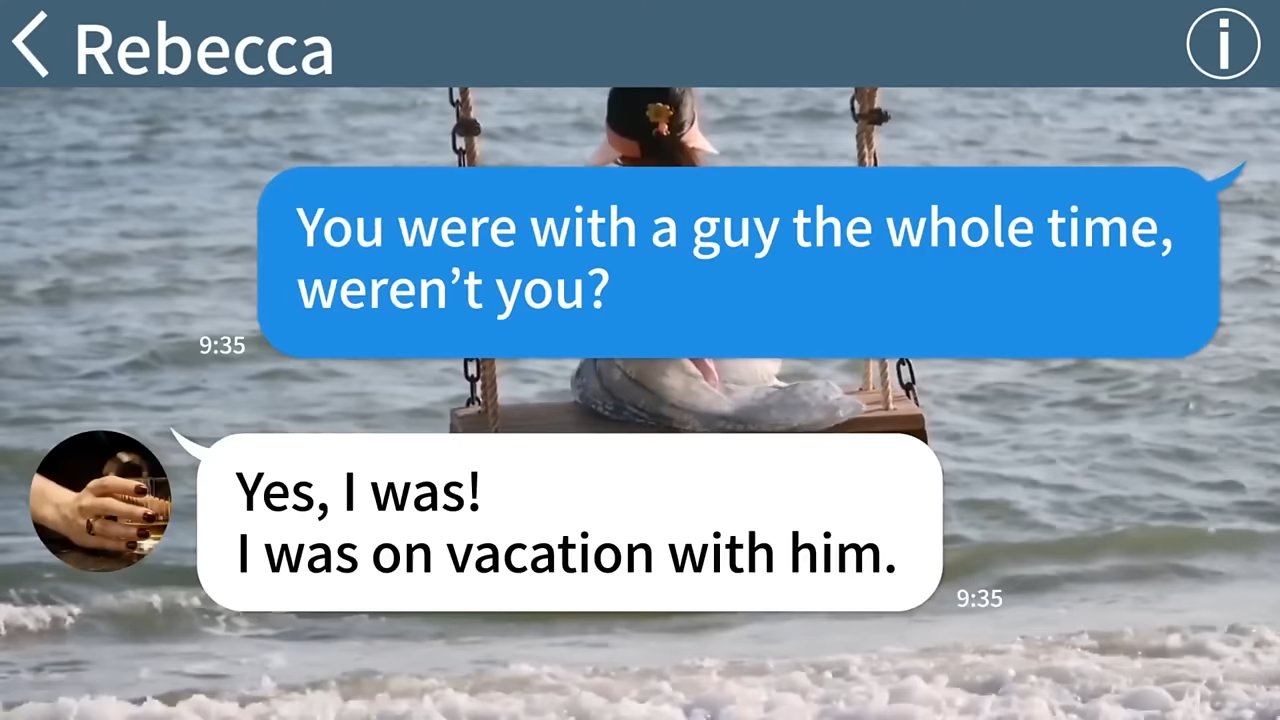 Rebecca
You were with a guy the whole time,
weren’t you?
9:35
Yes, I was!
I was on vacation with him.
9:35